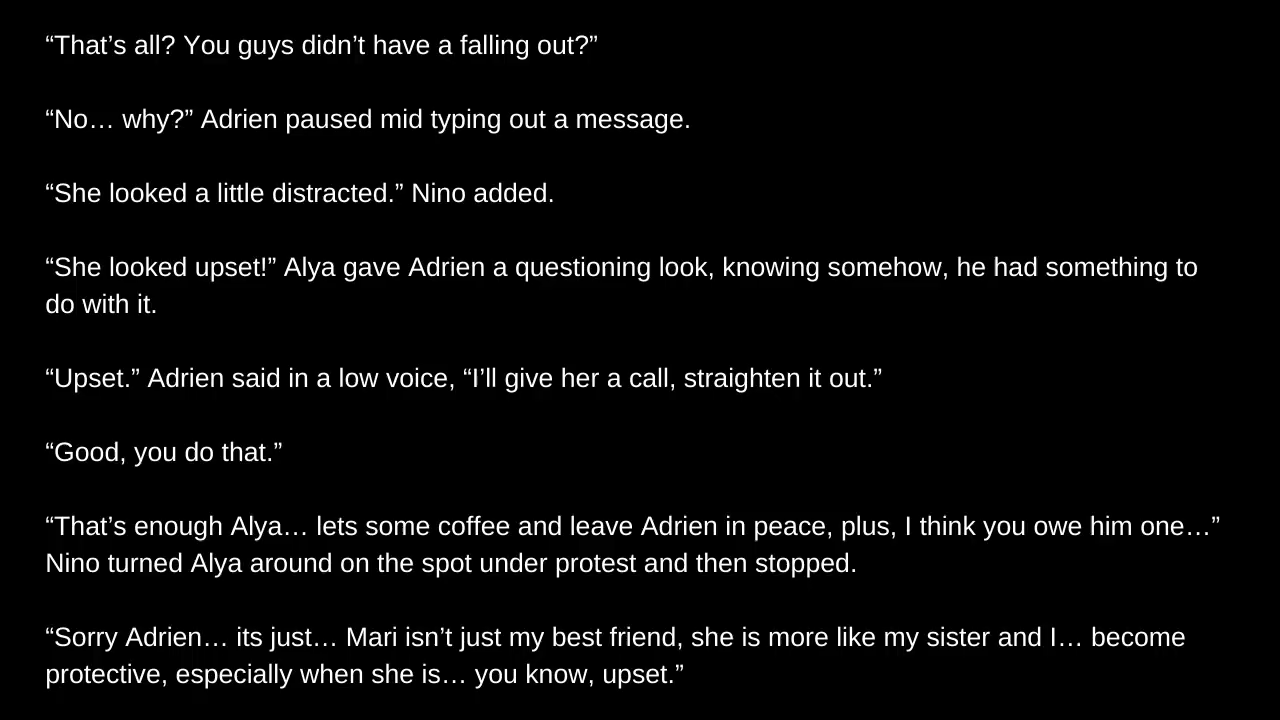 “That’s all? You guys didn’t have a falling out?”
“No… why?” Adrien paused mid typing out a message.
“She looked a little distracted.” Nino added.
“She looked upset!” Alya gave Adrien a questioning look, knowing somehow, he had something to
do with it.
“Upset.” Adrien said in a low voice, “I’ll give her a call, straighten it out.”
“Good, you do that.”
“That’s enough Alya… lets some coffee and leave Adrien in peace, plus, I think you owe him one…”
Nino turned Alya around on the spot under protest and then stopped.
“Sorry Adrien… its just… Mari isn’t just my best friend, she is more like my sister and I… become
protective, especially when she is… you know, upset.”